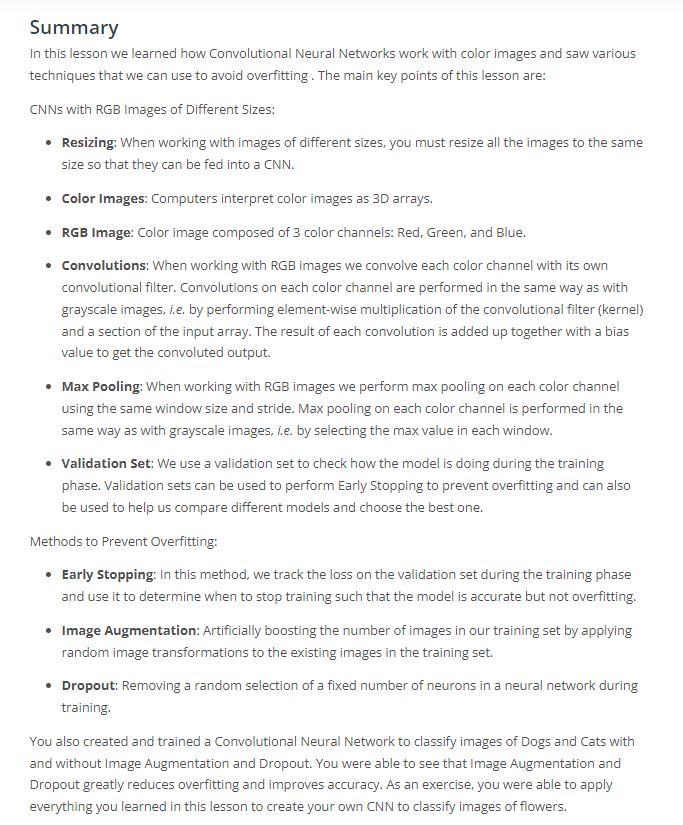 Summary
In this lesson we learned how Convolutional Neural Networks work with color images and saw various
techniques that we can use to avoid overfitting . The main key points of this lesson are:
CNNs with RGB Images of Different Sizes:
• Resizing: When working with images of different sizes, you must resize all the images to the same
size so that they can be fed into a CNN.
• Color Images: Computers interpret color images as 3D arrays.
• RGB Image: Color image composed of 3 color channels: Red, Green, and Blue.
• Convolutions: When working with RGB images we convolve each color channel with its own
convolutional filter. Convolutions on each color channel are performed in the same way as with
grayscale images, i.e. by performing element-wise multiplication of the convolutional filter (kernel)
and a section of the input array. The result of each convolution is added up together with a bias
value to get the convoluted output.
• Max Pooling: When working with RGB images we perform max pooling on each color channel
using the same window size and stride. Max pooling on each color channel is performed in the
same way as with grayscale images, i.e. by selecting the max value in each window.
• Validation Set: We use a validation set to check how the model is doing during the training
phase. Validation sets can be used to perform Early Stopping to prevent overfitting and can also
be used to help us compare different models and choose the best one.
Methods to Prevent Overfitting:
• Early Stopping: In this method, we track the loss on the validation set during the training phase
and use it to determine when to stop training such that the model is accurate but not overfitting.
• Image Augmentation: Artificially boosting the number of images in our training set by applying
random image transformations to the existing images in the training set.
• Dropout: Removing a random selection of a fixed number of neurons in a neural network during
training.
You also created and trained a Convolutional Neural Network to classify images of Dogs and Cats with
and without Image Augmentation and Dropout. You were able to see that Image Augmentation and
Dropout greatly reduces overfitting and improves accuracy. As an exercise, you were able to apply
everything you learned in this lesson to create your own CNN to classify images of flowers.